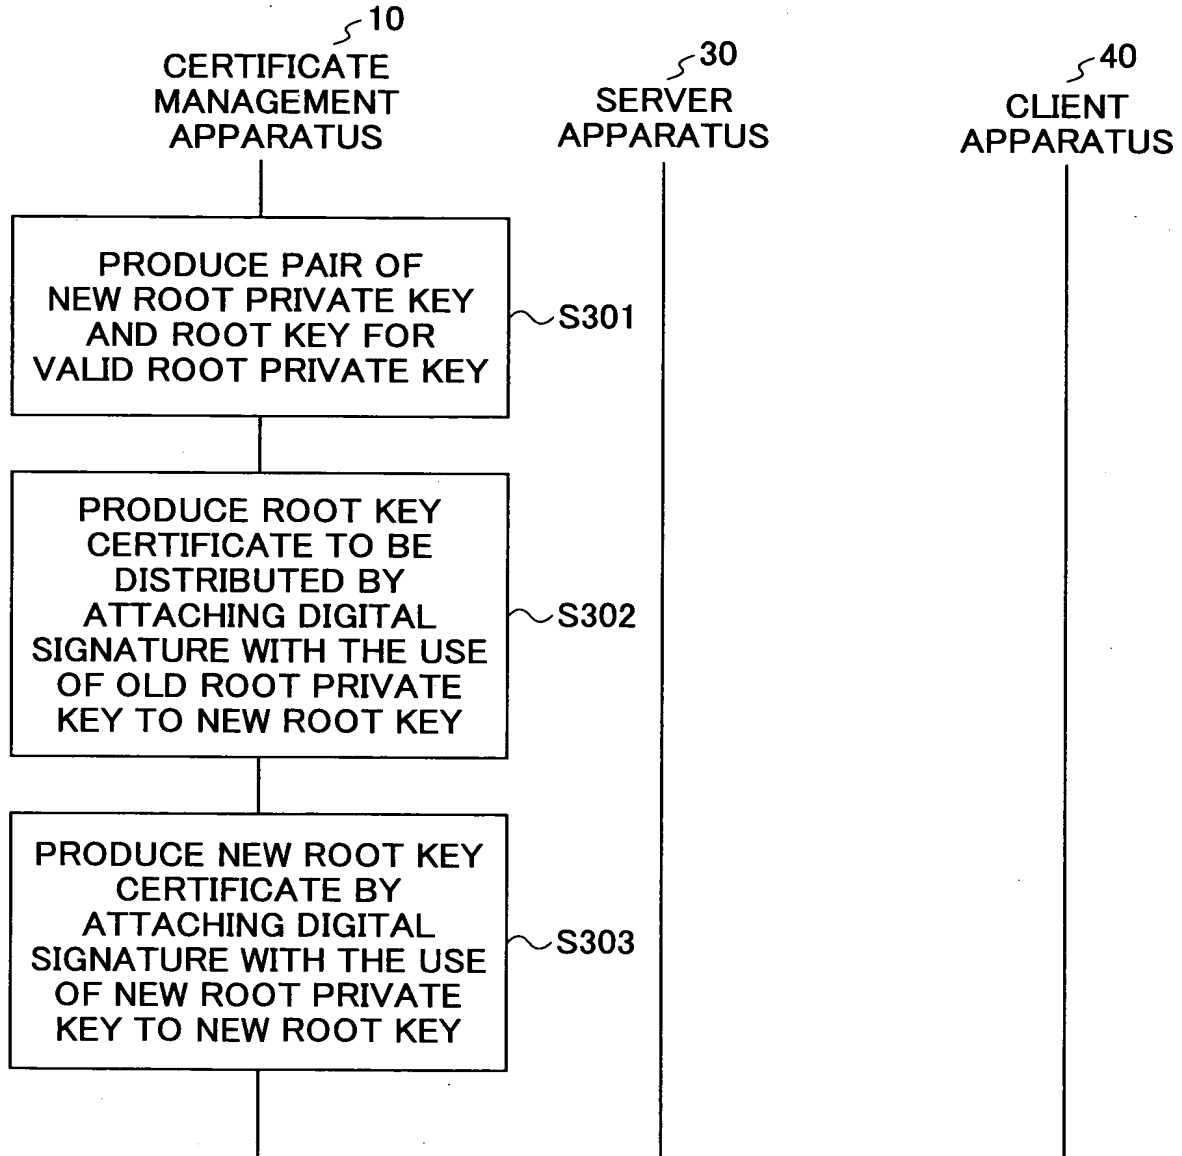 10
CERTIFICATE
MANAGEMENT
APPARATUS
30
SERVER
APPARATUS
40
CLIENT
APPARATUS
PRODUCE PAIR OF
NEW ROOT PRIVATE KEY
AND ROOT KEY FOR
VALID ROOT PRIVATE KEY
S301
PRODUCE ROOT KEY
CERTIFICATE TO BE
DISTRIBUTED BY
ATTACHING DIGITAL
SIGNATURE WITH THE USE
OF OLD ROOT PRIVATE
KEY TO NEW ROOT KEY
S302
PRODUCE NEW ROOT KEY
CERTIFICATE BY
ATTACHING DIGITAL
SIGNATURE WITH THE USE
OF NEW ROOT PRIVATE
KEY TO NEW ROOT KEY
S303